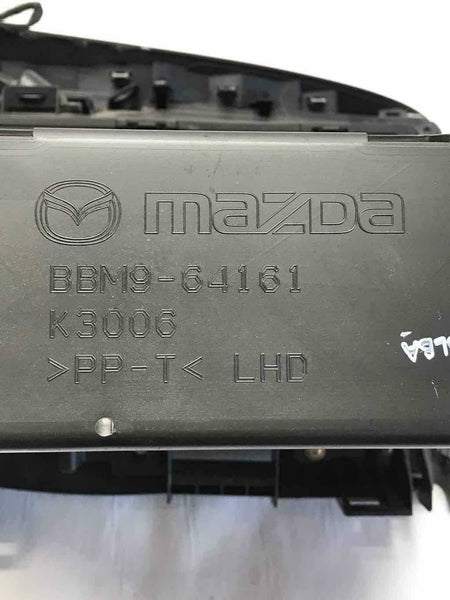 mazda
BBM9-64161
K3006
>PP-T< LHD